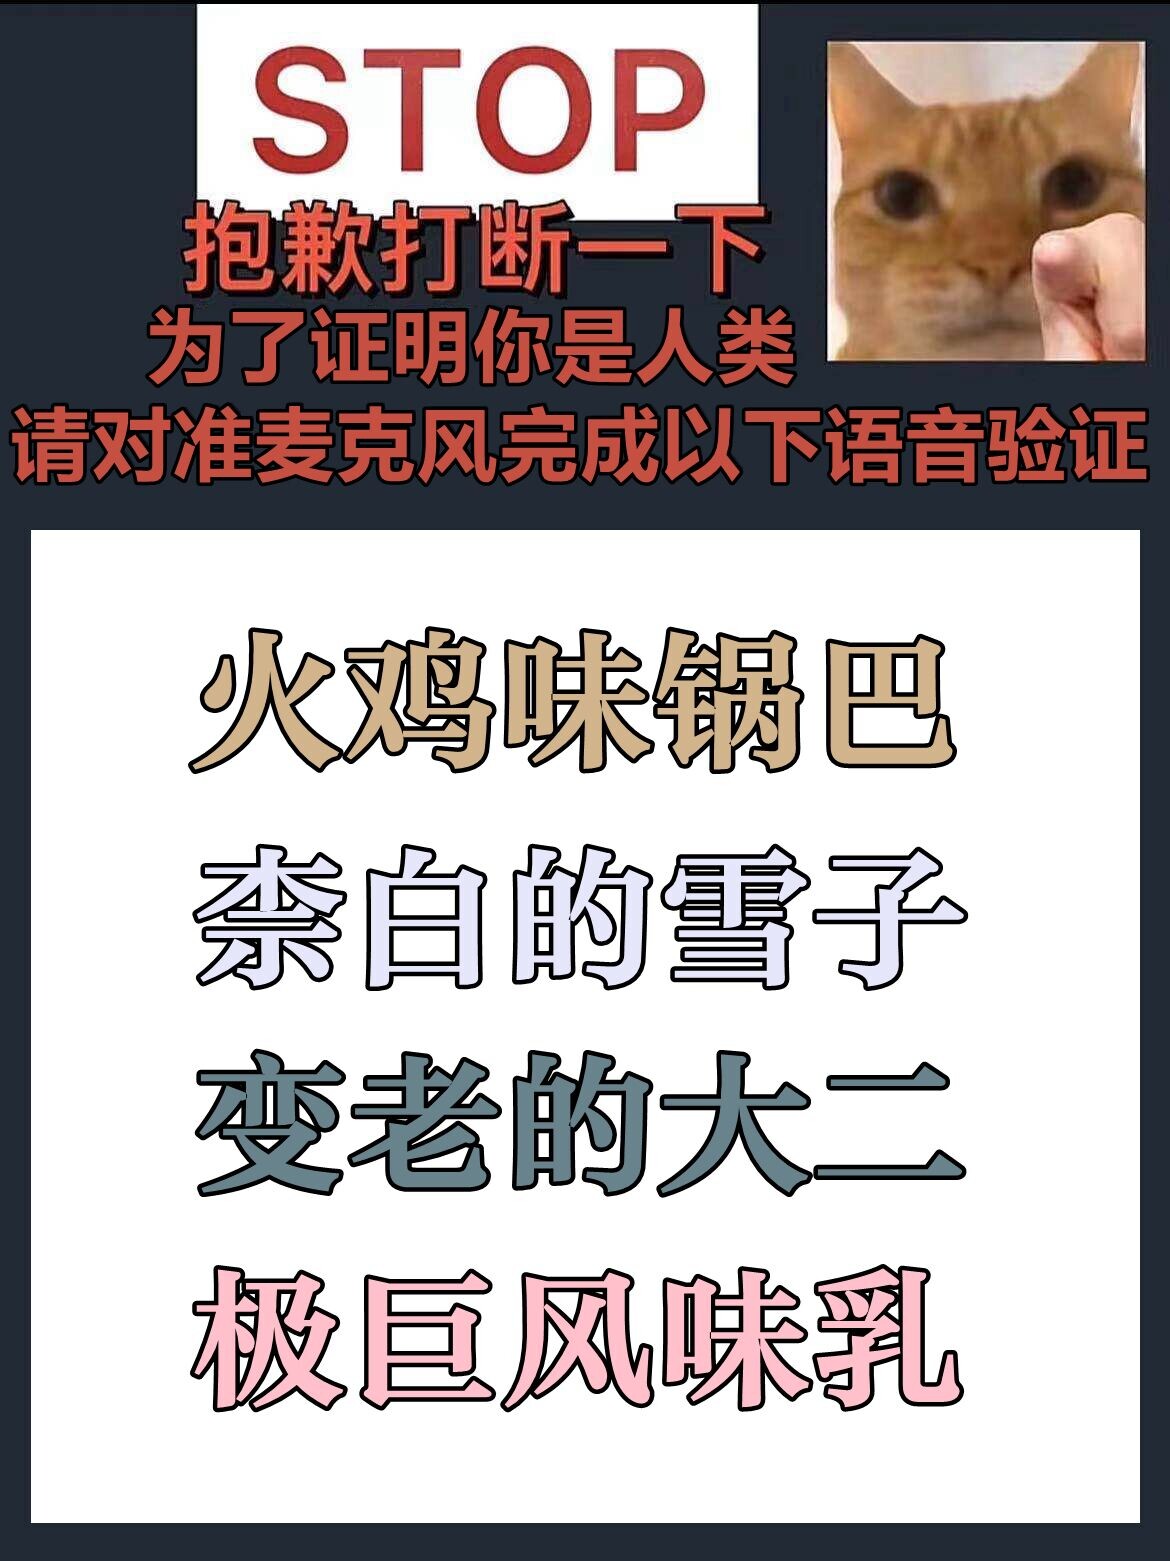 STOP
抱歉打断一下
为了证明你是人类
请对准麦克风完成以下语音验证
火鸡味锅巴
柰白的雪子
变老的大二
极巨风味乳